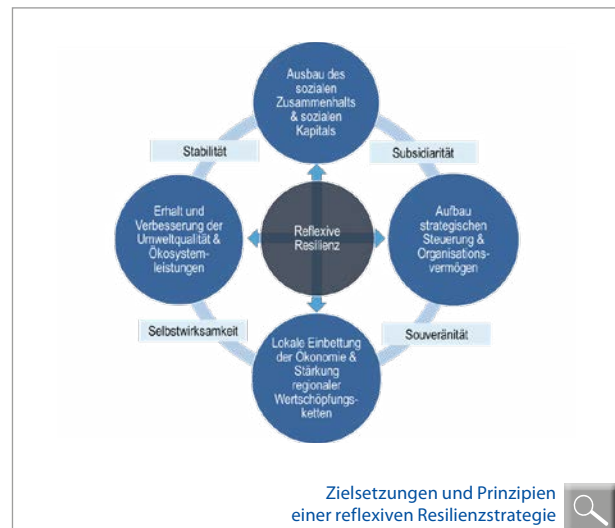 Ausbau des
sozialen
Zusammenhalts
& sozialen
Kapitals
Stabilität
Subsidiarität
Erhalt und
Verbesserung der
Umweltqualität &
Ökosystem-
leistungen
Reflexive
Resilienz
Aufbau
strategischen
Steuerung &
Organisations-
vermögen
Selbstwirksamkeit
Souveränität
Lokale Einbettung
der Ökonomie &
Stärkung
regionaler
Wertschöpfungs-
ketten
Zielsetzungen und Prinzipien
einer reflexiven Resilienzstrategie